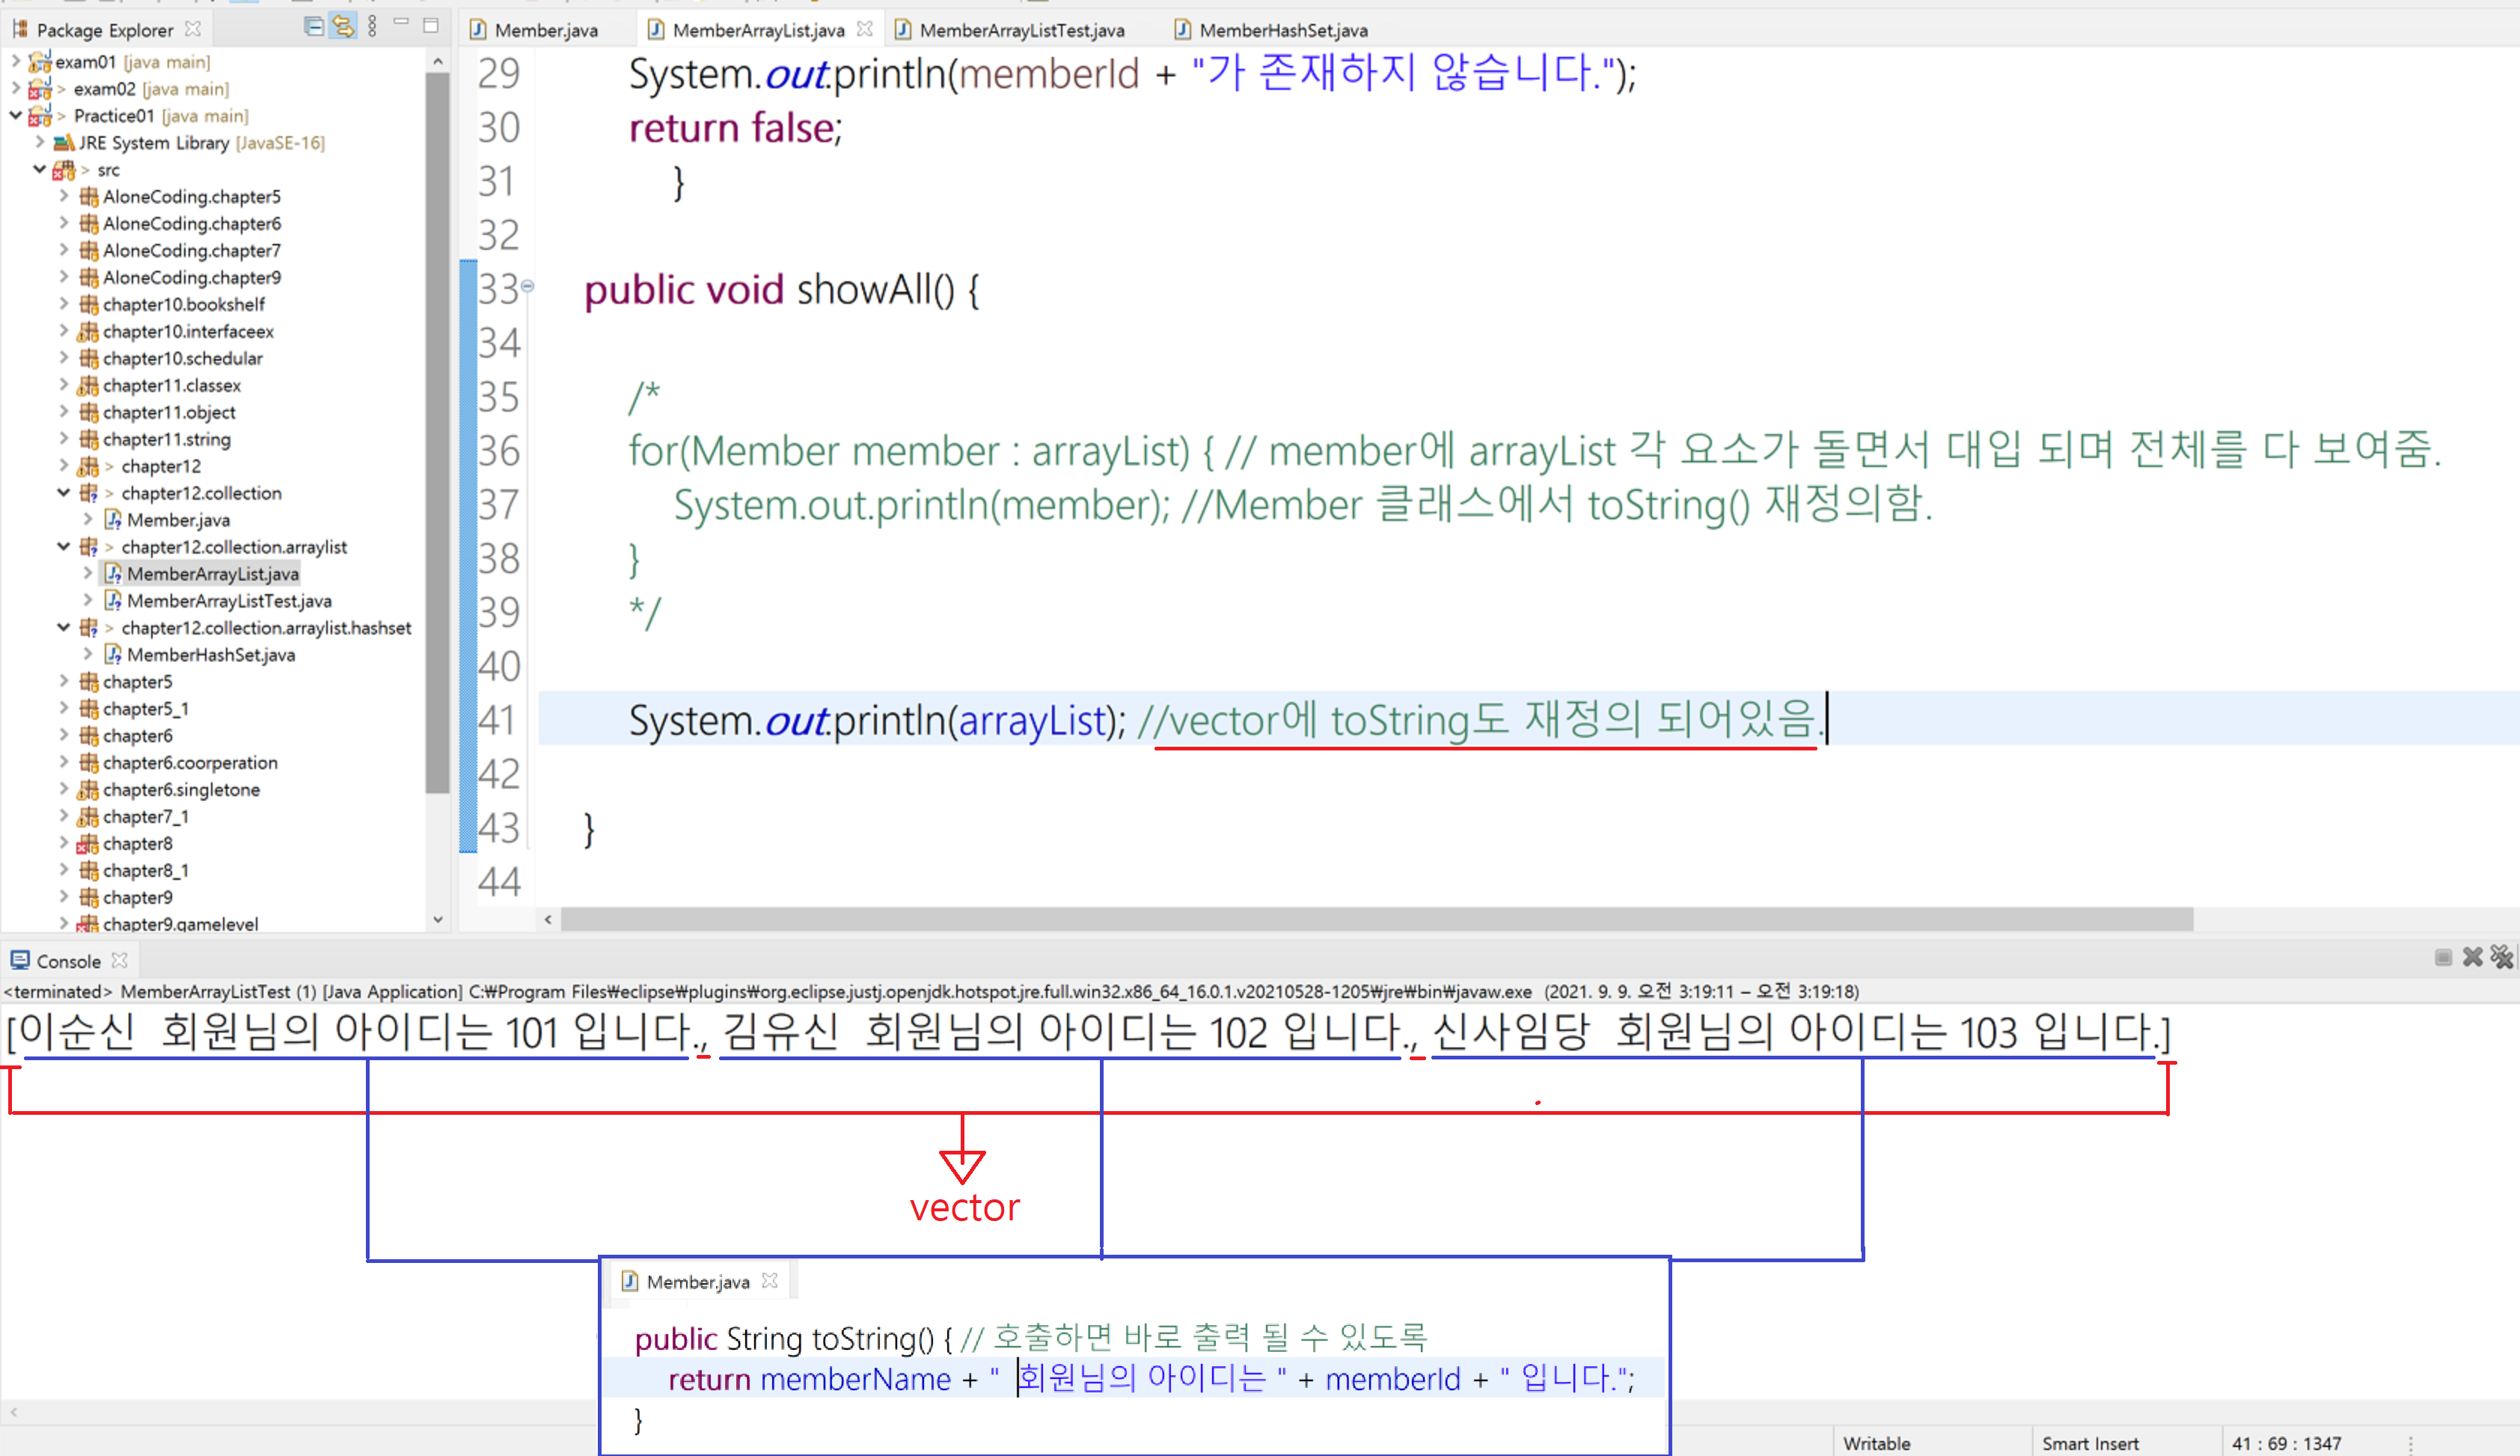 Package Explorer
exam01 [java main]
> exam02 [java main]
> Practice01 [java main]
JRE System Library [JavaSE-16]
> src
AloneCoding.chapter5
AloneCoding.chapter6
AloneCoding.chapter7
AloneCoding.chapter9
chapter10.bookshelf
chapter10.interfaceex
chapter10.schedular
chapter11.classex
chapter11.object
chapter11.string
> chapter12
> chapter12.collection
Member.java
> chapter12.collection.arraylist
MemberArrayList.java
MemberArrayListTest.java
> chapter12.collection.arraylist.hashset
MemberHashSet.java
chapter5
chapter5_1
chapter6
chapter6.coorperation
chapter6.singletone
chapter7_1
chapter8
chapter8_1
chapter9
chapter9.gamelevel
Member.java MemberArrayList.java MemberArrayListTest.java MemberHashSet.java
29 System.out.println(memberId + "가 존재하지 않습니다.");
30 return false;
31 }
32
33 public void showAll() {
34
35 /*
36 for(Member member : arrayList) { // member에 arrayList 각 요소가 돌면서 대입 되며 전체를 다 보여줌.
37 System.out.println(member); //Member 클래스에서 toString() 재정의함.
38 }
39 */
40
41 System.out.println(arrayList); //vector에 toString도 재정의 되어있음.
42
43 }
44
Console
<terminated> MemberArrayListTest (1) [Java Application] C:₩Program Files₩eclipse₩plugins₩org.eclipse.justj.openjdk.hotspot.jre.full.win32.x86_64_16.0.1.v20210528-1205₩jre₩bin₩javaw.exe (2021. 9. 9. 오전 3:19:11 – 오전 3:19:18)
[이순신  회원님의 아이디는 101 입니다., 김유신  회원님의 아이디는 102 입니다., 신사임당  회원님의 아이디는 103 입니다.]
vector
Member.java
public String toString() { // 호출하면 바로 출력 될 수 있도록
return memberName + "  회원님의 아이디는 " + memberId + " 입니다.";
}
Writable Smart Insert 41 : 69 : 1347